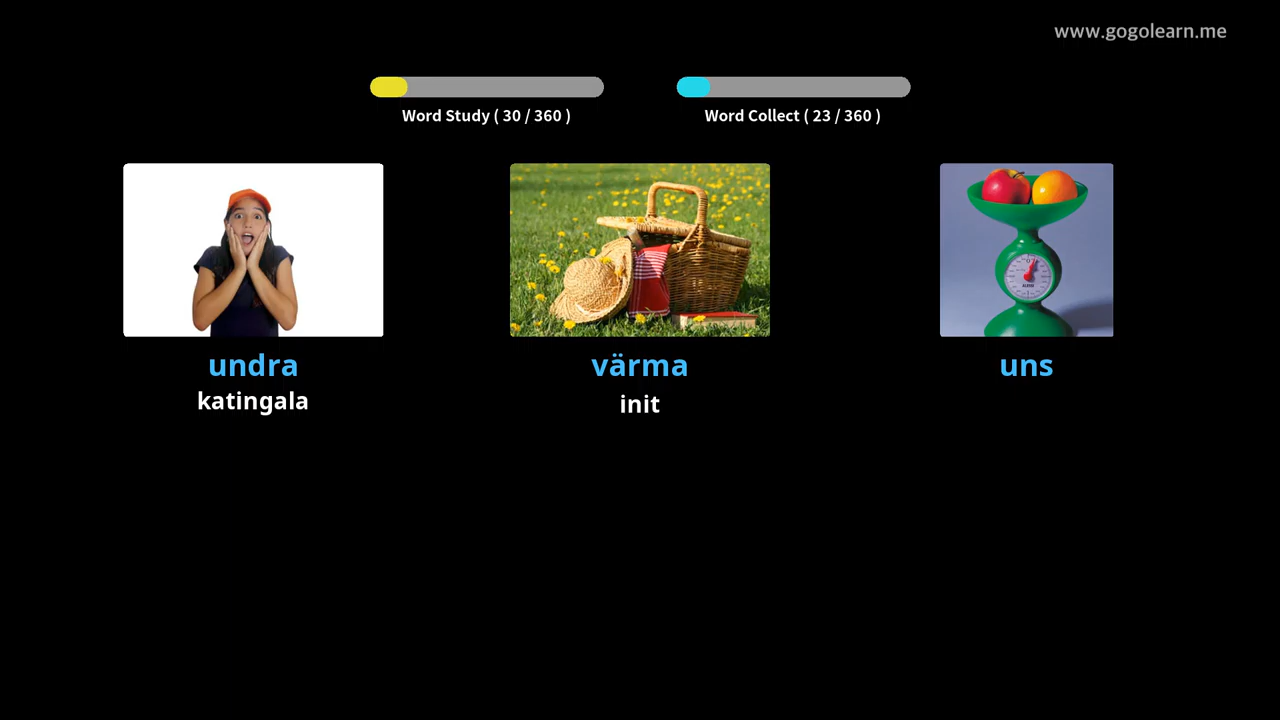 www.gogolearn.me
Word Study ( 30 / 360 )
Word Collect ( 23 / 360 )
undra
katingala
värma
init
uns